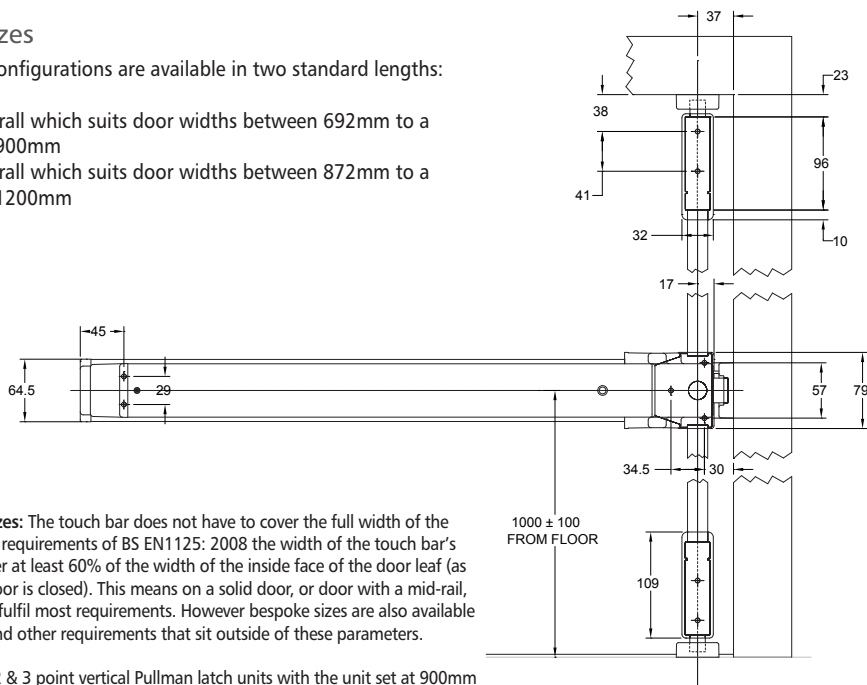 zes
onfigurations are available in two standard lengths:
rall which suits door widths between 692mm to a
900mm
rall which suits door widths between 872mm to a
1200mm
37
23
38
96
41
32
10
17
45
64.5
29
57
79
34.5
30
1000 ± 100
FROM FLOOR
109
zes: The touch bar does not have to cover the full width of the
requirements of BS EN1125: 2008 the width of the touch bar's
er at least 60% of the width of the inside face of the door leaf (as
oor is closed). This means on a solid door, or door with a mid-rail,
fulfil most requirements. However bespoke sizes are also available
nd other requirements that sit outside of these parameters.
& 3 point vertical Pullman latch units with the unit set at 900mm